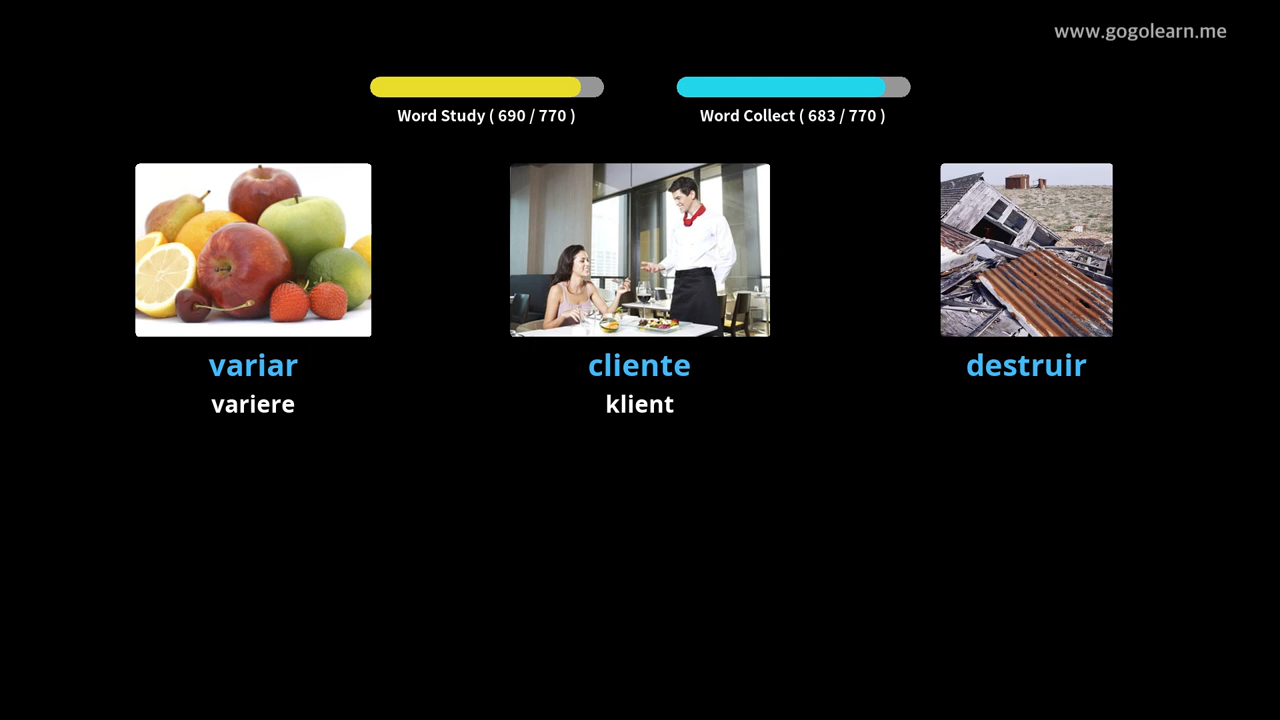 www.gogolearn.me
Word Study ( 690 / 770 )
Word Collect ( 683 / 770 )
variar
cliente
destruir
variere
klient